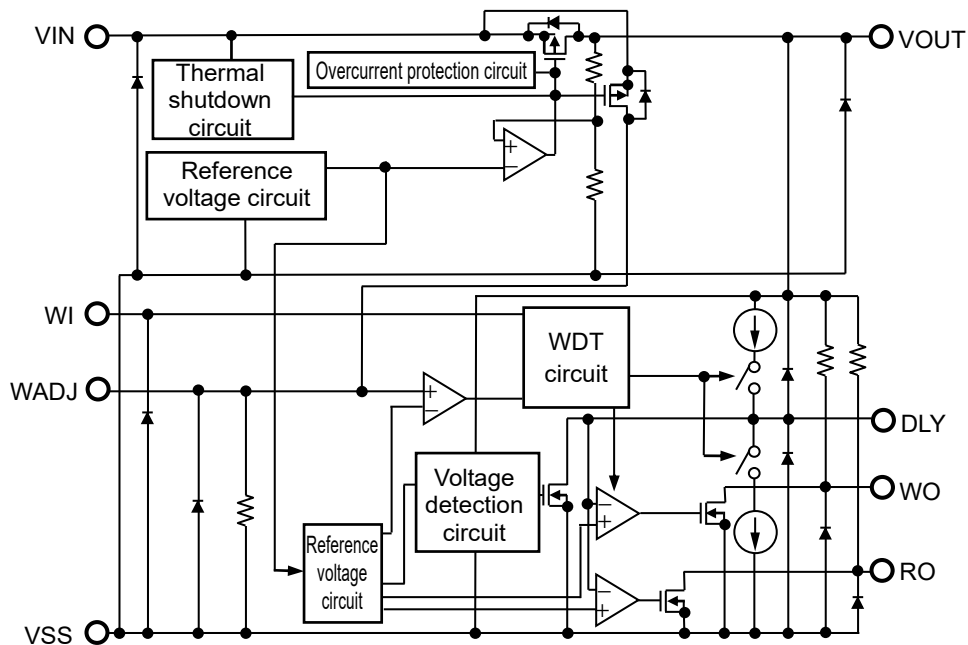 VIN
VOUT
Thermal
shutdown
circuit
Overcurrent protection circuit
+
−
Reference
voltage circuit
WI
WDT
circuit
WADJ
+
−
DLY
Voltage
detection
circuit
−
+
WO
Reference
voltage
circuit
RO
−
+
VSS